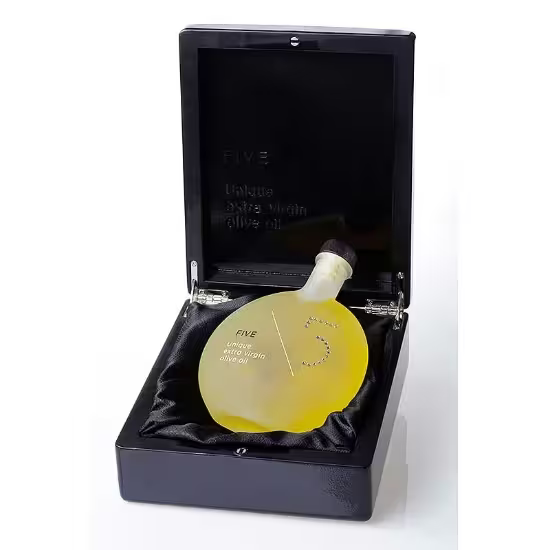 FIVE
Unique
extra virgin
olive oil
FIVE
unique
extra virgin
olive oil
5